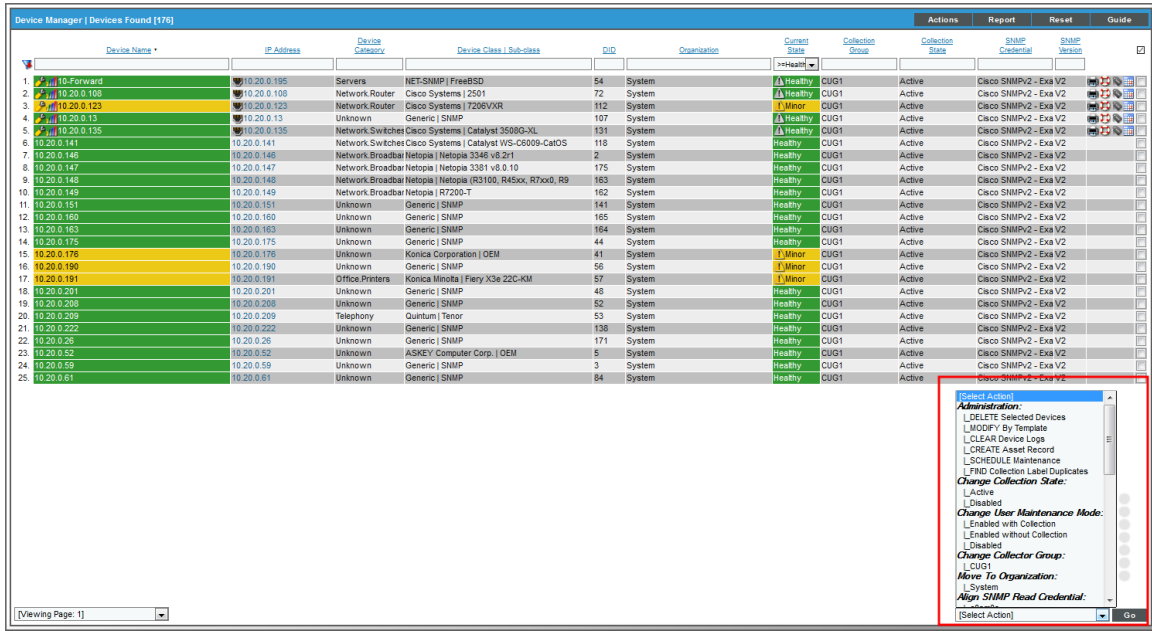 Device Manager | Devices Found [176] Actions Report Reset Guide
Device Name • IP Address Device Category Device Class | Sub-class DID Organization Current State Collection Group Collection State SNMP Credential SNMP Version
>=Health
1. 10-Forward 10.20.0.195 Servers NET-SNMP | FreeBSD 54 System Healthy CUG1 Active Cisco SNMPv2 - Exa V2
2. 10.20.0.108 10.20.0.108 Network.Router Cisco Systems | 2501 72 System Healthy CUG1 Active Cisco SNMPv2 - Exa V2
3. 10.20.0.123 10.20.0.123 Network.Router Cisco Systems | 7206VXR 112 System Minor CUG1 Active Cisco SNMPv2 - Exa V2
4. 10.20.0.13 10.20.0.13 Unknown Generic | SNMP 107 System Healthy CUG1 Active Cisco SNMPv2 - Exa V2
5. 10.20.0.135 10.20.0.135 Network.Switches Cisco Systems | Catalyst 3508G-XL 131 System Healthy CUG1 Active Cisco SNMPv2 - Exa V2
6. 10.20.0.141 10.20.0.141 Network.Switches Cisco Systems | Catalyst WS-C6009-CatOS 118 System Healthy CUG1 Active Cisco SNMPv2 - Exa V2
7. 10.20.0.146 10.20.0.146 Network.Broadbar Netopia | Netopia 3346 v8.2r1 2 System Healthy CUG1 Active Cisco SNMPv2 - Exa V2
8. 10.20.0.147 10.20.0.147 Network.Broadbar Netopia | Netopia 3381 v8.0.10 175 System Healthy CUG1 Active Cisco SNMPv2 - Exa V2
9. 10.20.0.148 10.20.0.148 Network.Broadbar Netopia | Netopia (R3100, R45xx, R7xx0, R9 163 System Healthy CUG1 Active Cisco SNMPv2 - Exa V2
10. 10.20.0.149 10.20.0.149 Network.Broadbar Netopia | R7200-T 162 System Healthy CUG1 Active Cisco SNMPv2 - Exa V2
11. 10.20.0.151 10.20.0.151 Unknown Generic | SNMP 141 System Healthy CUG1 Active Cisco SNMPv2 - Exa V2
12. 10.20.0.160 10.20.0.160 Unknown Generic | SNMP 165 System Healthy CUG1 Active Cisco SNMPv2 - Exa V2
13. 10.20.0.163 10.20.0.163 Unknown Generic | SNMP 164 System Healthy CUG1 Active Cisco SNMPv2 - Exa V2
14. 10.20.0.175 10.20.0.175 Unknown Generic | SNMP 44 System Healthy CUG1 Active Cisco SNMPv2 - Exa V2
15. 10.20.0.176 10.20.0.176 Unknown Konica Corporation | OEM 41 System Minor CUG1 Active Cisco SNMPv2 - Exa V2
16. 10.20.0.190 10.20.0.190 Unknown Generic | SNMP 56 System Minor CUG1 Active Cisco SNMPv2 - Exa V2
17. 10.20.0.191 10.20.0.191 Office.Printers Konica Minolta | Fiery X3e 22C-KM 57 System Minor CUG1 Active Cisco SNMPv2 - Exa V2
18. 10.20.0.201 10.20.0.201 Unknown Generic | SNMP 48 System Healthy CUG1 Active Cisco SNMPv2 - Exa V2
19. 10.20.0.208 10.20.0.208 Unknown Generic | SNMP 52 System Healthy CUG1 Active Cisco SNMPv2 - Exa V2
20. 10.20.0.209 10.20.0.209 Telephony Quintum | Tenor 53 System Healthy CUG1 Active Cisco SNMPv2 - Exa V2
21. 10.20.0.222 10.20.0.222 Unknown Generic | SNMP 138 System Healthy CUG1 Active Cisco SNMPv2 - Exa V2
22. 10.20.0.26 10.20.0.26 Unknown Generic | SNMP 171 System Healthy CUG1 Active Cisco SNMPv2 - Exa V2
23. 10.20.0.52 10.20.0.52 Unknown ASKEY Computer Corp. | OEM 5 System Healthy CUG1 Active Cisco SNMPv2 - Exa V2
24. 10.20.0.59 10.20.0.59 Unknown Generic | SNMP 3 System Healthy CUG1 Active Cisco SNMPv2 - Exa V2
25. 10.20.0.61 10.20.0.61 Unknown Generic | SNMP 84 System Healthy CUG1 Active Cisco SNMPv2 - Exa V2
[Select Action]
Administration:
|_DELETE Selected Devices
|_MODIFY By Template
|_CLEAR Device Logs
|_CREATE Asset Record
|_SCHEDULE Maintenance
|_FIND Collection Label Duplicates
Change Collection State:
|_Active
|_Disabled
Change User Maintenance Mode:
|_Enabled with Collection
|_Enabled without Collection
|_Disabled
Change Collector Group:
|_CUG1
Move To Organization:
|_System
Align SNMP Read Credential:
[Viewing Page: 1] [Select Action] Go